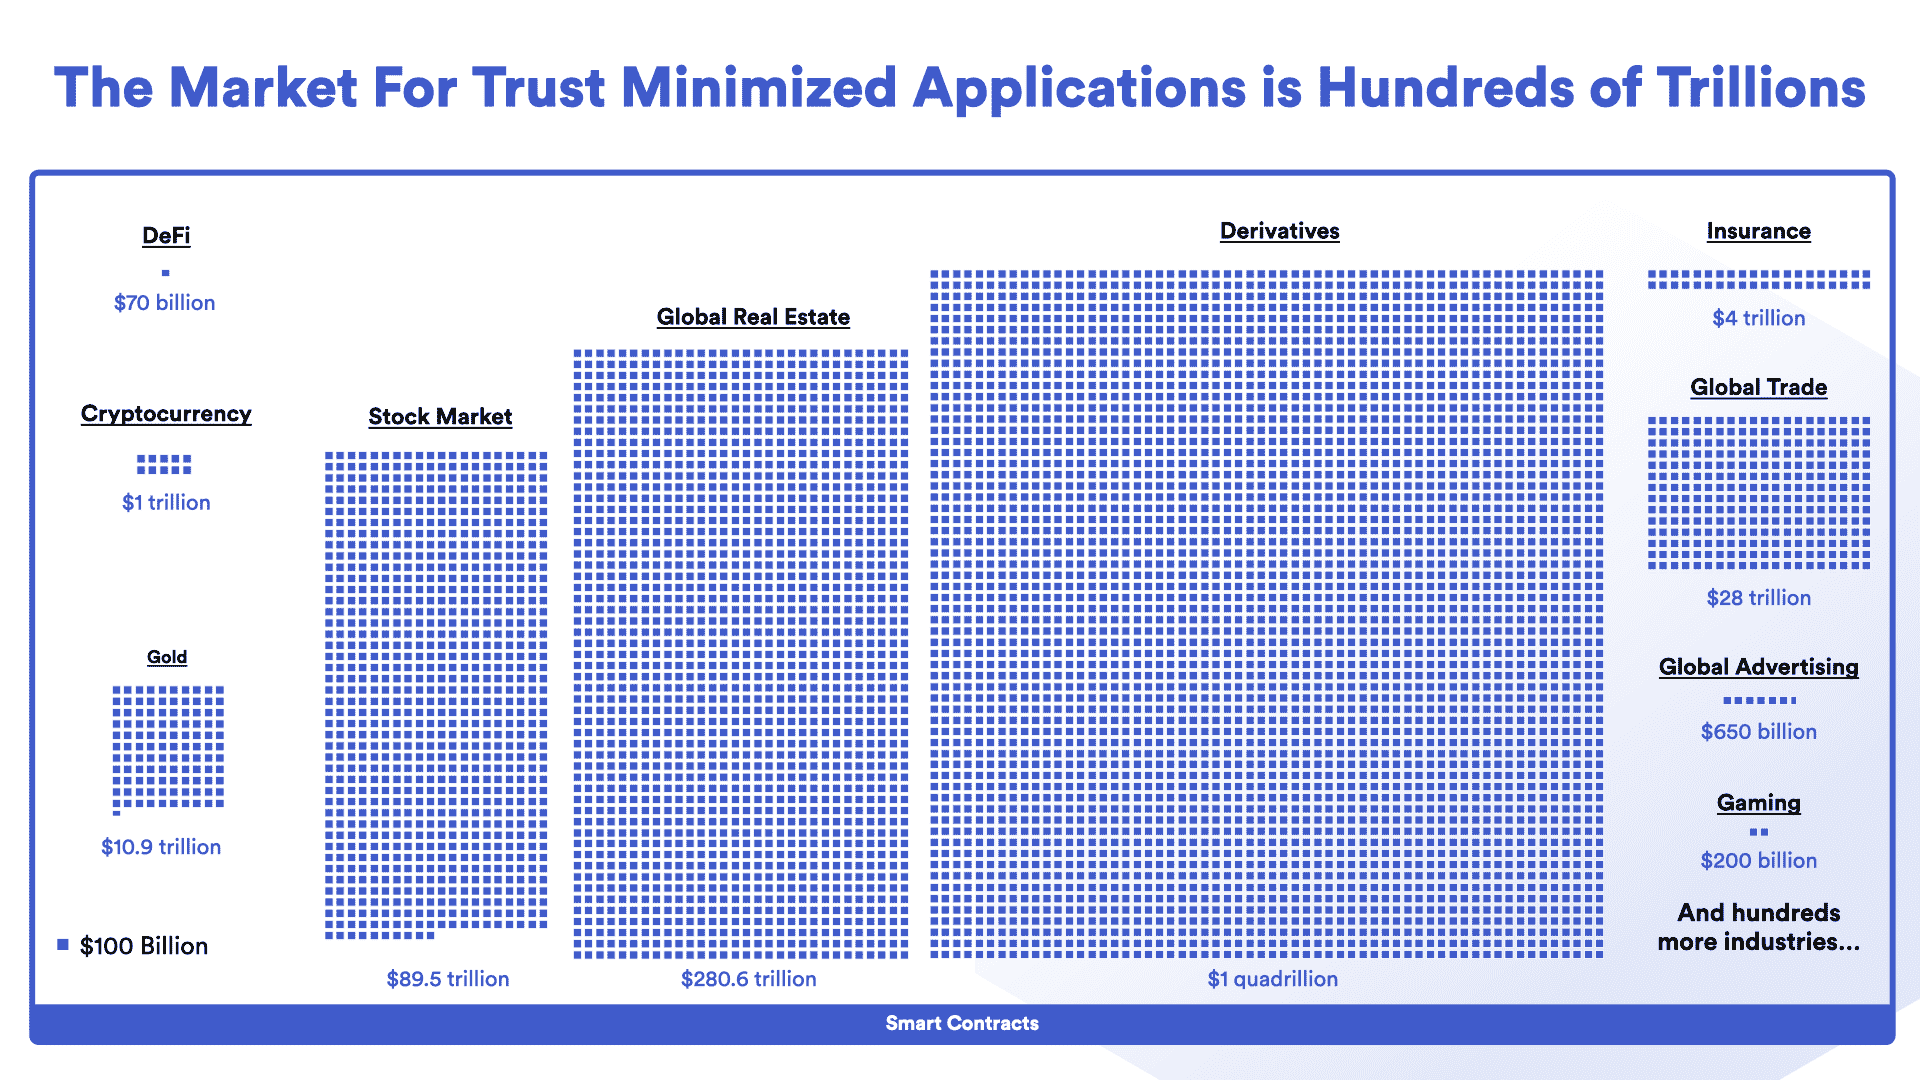 The Market For Trust Minimized Applications is Hundreds of Trillions
DeFi
$70 billion
Cryptocurrency
$1 trillion
Gold
$10.9 trillion
$100 Billion
Stock Market
$89.5 trillion
Global Real Estate
$280.6 trillion
Derivatives
$1 quadrillion
Insurance
$4 trillion
Global Trade
$28 trillion
Global Advertising
$650 billion
Gaming
$200 billion
And hundreds
more industries...
Smart Contracts